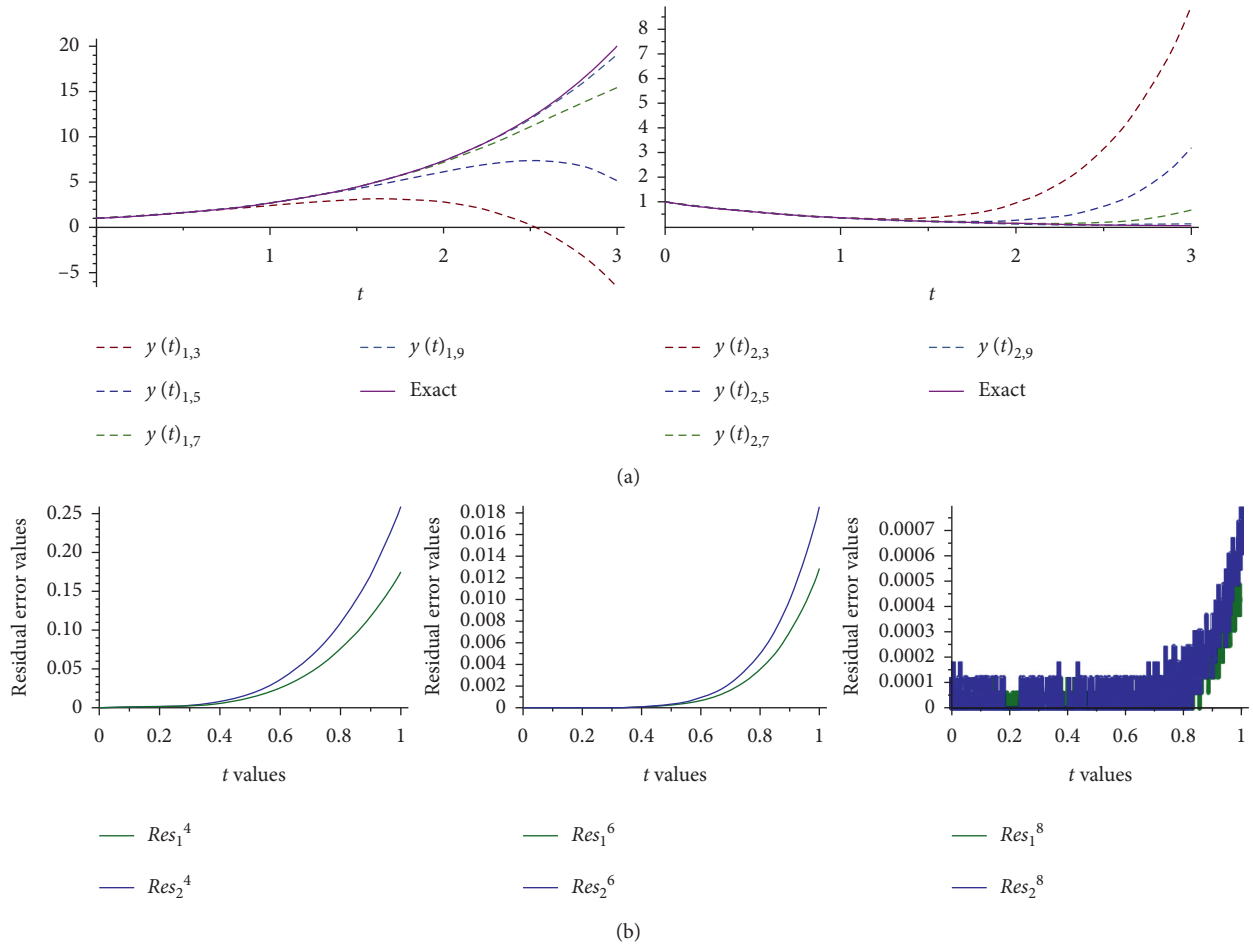 20
15
10
5
0
−5
1
2
3
t
8
7
6
5
4
3
2
1
0
1
2
3
t
y (t)1,3
y (t)1,5
y (t)1,7
y (t)1,9
Exact
y (t)2,3
y (t)2,5
y (t)2,7
y (t)2,9
Exact
(a)
Residual error values
0.25
0.20
0.15
0.10
0.05
0
0 0.2 0.4 0.6 0.8 1
t values
Res1^4
Res2^4
Residual error values
0.018
0.016
0.014
0.012
0.010
0.008
0.006
0.004
0.002
0
0 0.2 0.4 0.6 0.8 1
t values
Res1^6
Res2^6
Residual error values
0.0007
0.0006
0.0005
0.0004
0.0003
0.0002
0.0001
0
0 0.2 0.4 0.6 0.8 1
t values
Res1^8
Res2^8
(b)